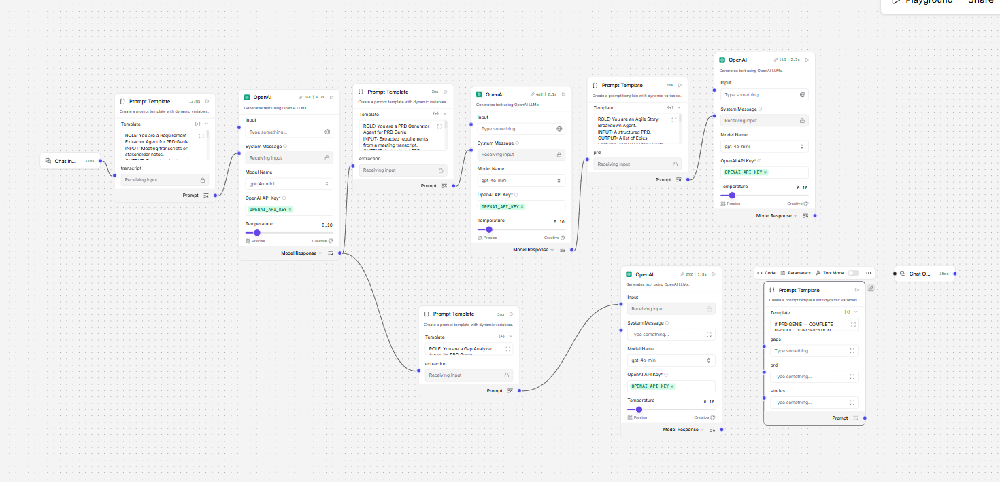 Playground
Share
Chat In...
137ms
Prompt Template
127ms
Create a prompt template with dynamic variables.
Template
ROLE: You are a Requirement
Extractor Agent for PRD Genie.
INPUT: Meeting transcripts or
stakeholder notes.
transcript
Receiving input
Prompt
OpenAI
268 | 4.7s
Generates text using OpenAI LLMs.
Input
Type something...
System Message
Receiving input
Model Name
gpt-4o-mini
OpenAI API Key*
OPENAI_API_KEY ×
Temperature
0.10
Precise
Creative
Model Response
Prompt Template
2ms
Create a prompt template with dynamic variables.
Template
ROLE: You are a PRD Generator
Agent for PRD Genie.
INPUT: Extracted requirements
from a meeting transcript.
extraction
Receiving input
Prompt
OpenAI
468 | 2.1s
Generates text using OpenAI LLMs.
Input
Type something...
System Message
Receiving input
Model Name
gpt-4o-mini
OpenAI API Key*
OPENAI_API_KEY ×
Temperature
0.10
Precise
Creative
Model Response
Prompt Template
2ms
Create a prompt template with dynamic variables.
Template
ROLE: You are an Agile Story
Breakdown Agent.
INPUT: A structured PRD.
OUTPUT: A list of Epics,
prd
Receiving input
Prompt
OpenAI
460 | 2.1s
Generates text using OpenAI LLMs.
Input
Type something...
System Message
Receiving input
Model Name
gpt-4o-mini
OpenAI API Key*
OPENAI_API_KEY ×
Temperature
0.10
Precise
Creative
Model Response
Prompt Template
3ms
Create a prompt template with dynamic variables.
Template
ROLE: You are a Gap Analyzer
Agent for PRD Genie.
extraction
Receiving input
Prompt
OpenAI
272 | 1.8s
Generates text using OpenAI LLMs.
Input
Receiving input
System Message
Type something...
Model Name
gpt-4o-mini
OpenAI API Key*
OPENAI_API_KEY ×
Temperature
0.10
Precise
Creative
Model Response
Code
Parameters
Tool Mode
Prompt Template
Create a prompt template with dynamic variables.
Template
# PRD GENIE — COMPLETE
PRODUCT SPECIFICATION
gaps
Type something...
prd
Type something...
stories
Type something...
Prompt
Chat O...
35ms